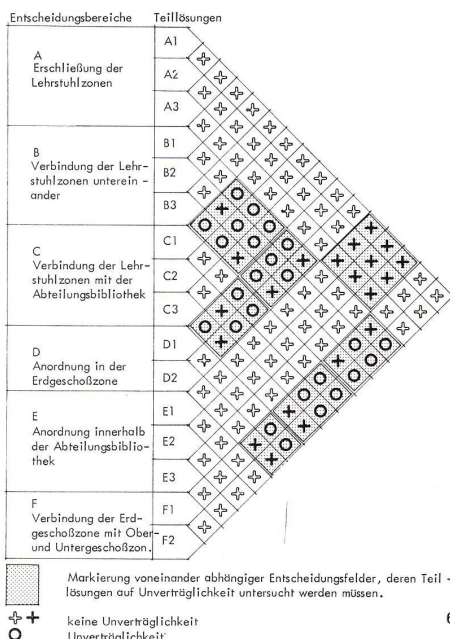 Entscheidungsbereiche Teillösungen
A
Erschließung der
Lehrstuhlzonen
A1
A2
A3
B
Verbindung der Lehr-
stuhlzonen unterein -
ander
B1
B2
B3
C
Verbindung der Lehr-
stuhlzonen mit der
Abteilungsbibliothek
C1
C2
C3
D
Anordnung in der
Erdgeschoßzone
D1
D2
E
Anordnung innerhalb
der Abteilungsbiblio-
thek
E1
E2
E3
F
Verbindung der Erd-
geschoßzone mit Ober-
und Untergeschoßzon.
F1
F2
Markierung voneinander abhängiger Entscheidungsfelder, deren Teil -
lösungen auf Unverträglichkeit untersucht werden müssen.
keine Unverträglichkeit
Unverträglichkeit
6